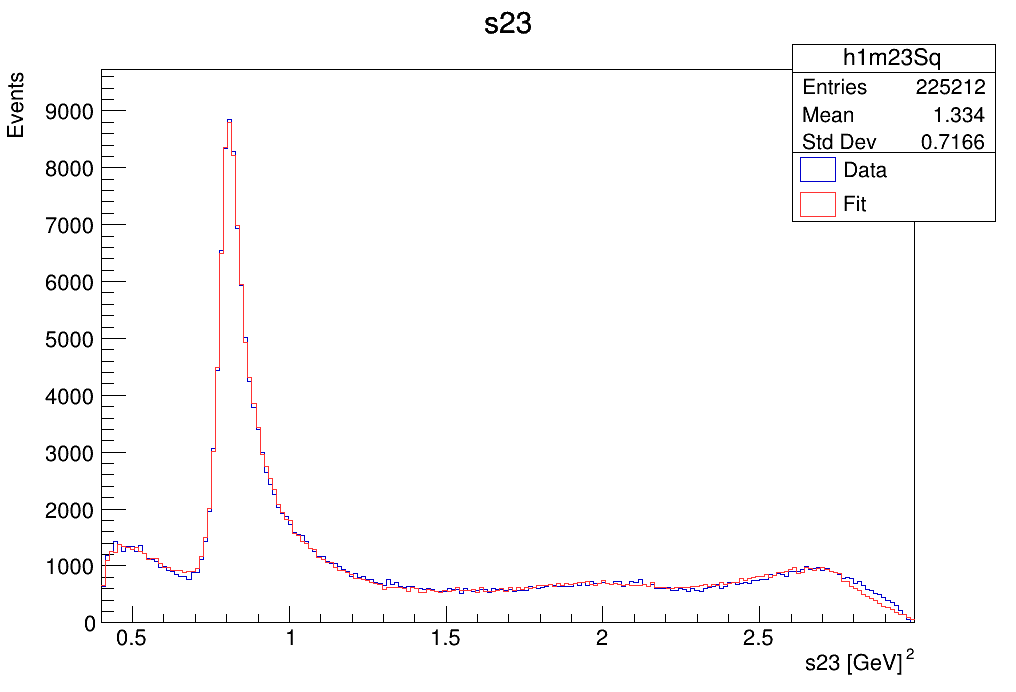 s23
h1m23Sq
Entries 225212
Mean 1.334
Std Dev 0.7166
Data
Fit
Events
9000
8000
7000
6000
5000
4000
3000
2000
1000
0
0.5 1 1.5 2 2.5
s23 [GeV]²